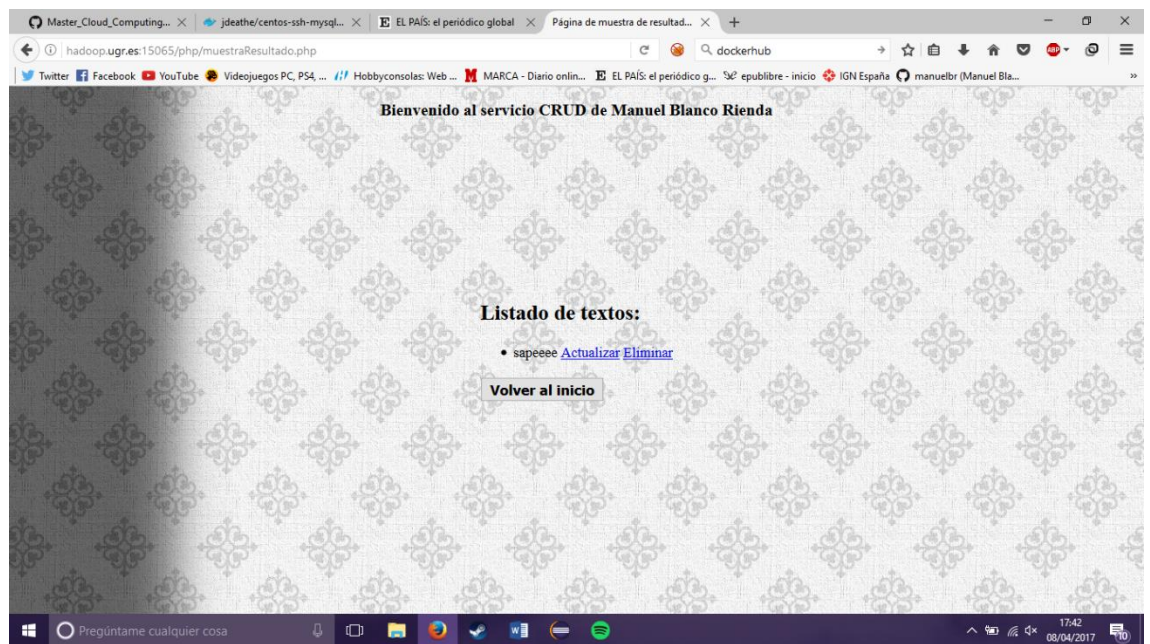 Master_Cloud_Computing...
jdeathe/centos-ssh-mysql...
EL PAÍS: el periódico global
Página de muestra de resultad...
hadoop.ugr.es:15065/php/muestraResultado.php
dockerhub
ABP
Twitter
Facebook
YouTube
Videojuegos PC, PS4, ...
Hobbyconsolas: Web ...
MARCA - Diario onlin...
EL PAÍS: el periódico g...
epublibre - inicio
IGN España
manuelbr (Manuel Bla...
Bienvenido al servicio CRUD de Manuel Blanco Rienda
Listado de textos:
sapeeee Actualizar Eliminar
Volver al inicio
Pregúntame cualquier cosa
17:42
08/04/2017